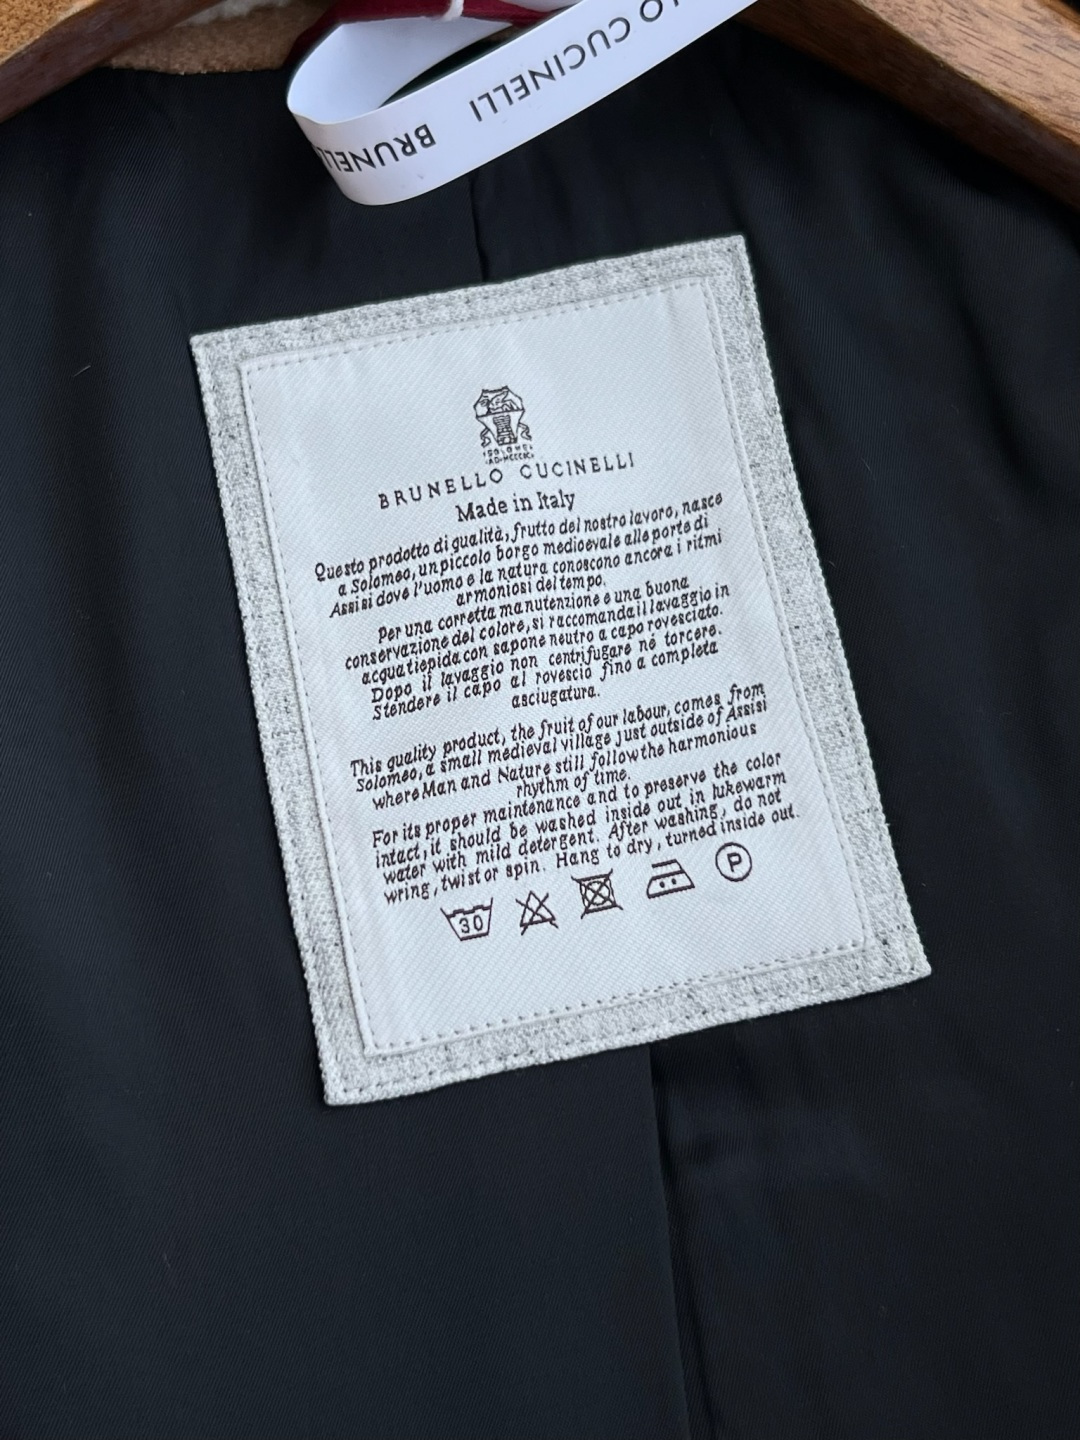 LO CUCINELLI
BRUNELL
BRUNELLO CUCINELLI
Made in Italy
Questo prodotto di qualità, frutto del nostro lavoro, nasce
a Solomeo, un piccolo borgo medioevale alle porte di
Assisi dove l'uomo e la natura conoscono ancora i ritmi
armoniosi del tempo.
Per una corretta manutenzione e una buona
conservazione del colore, si raccomanda il lavaggio in
acqua tiepida con sapone neutro a capo rovesciato.
Dopo il lavaggio non centrifugare né torcere.
Stendere il capo al rovescio fino a completa
asciugatura.
This quality product, the fruit of our labour, comes from
Solomeo, a small medieval village just outside of Assisi
where Man and Nature still follow the harmonious
rhythm of time.
For its proper maintenance and to preserve the color
intact, it should be washed inside out in lukewarm
water with mild detergent. After washing, do not
wring, twist or spin. Hang to dry, turned inside out.
30 P